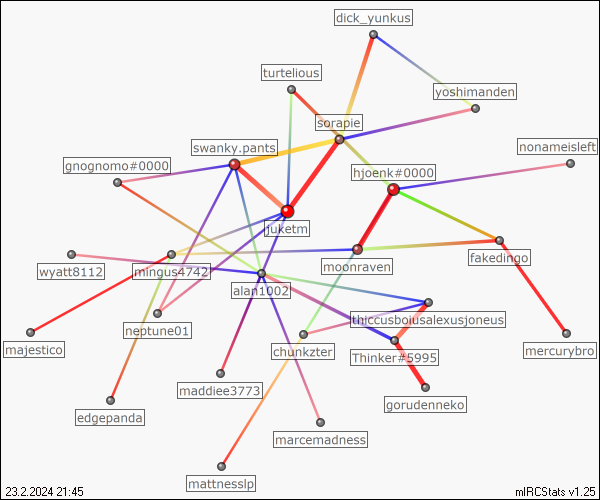 dick_yunkus
turtelious
yoshimanden
sorapie
swanky.pants
nonameisleft
gnognomo#0000
hjoenk#0000
juketm
wyatt8112
mingus4742
moonraven
fakedingo
alan1002
neptune01
thiccusboiusalexusjoneus
majestico
chunkzter
Thinker#5995
mercurybro
maddiee3773
gorudenneko
edgepanda
marcemadness
mattnesslp
23.2.2024 21:45
mIRCStats v1.25